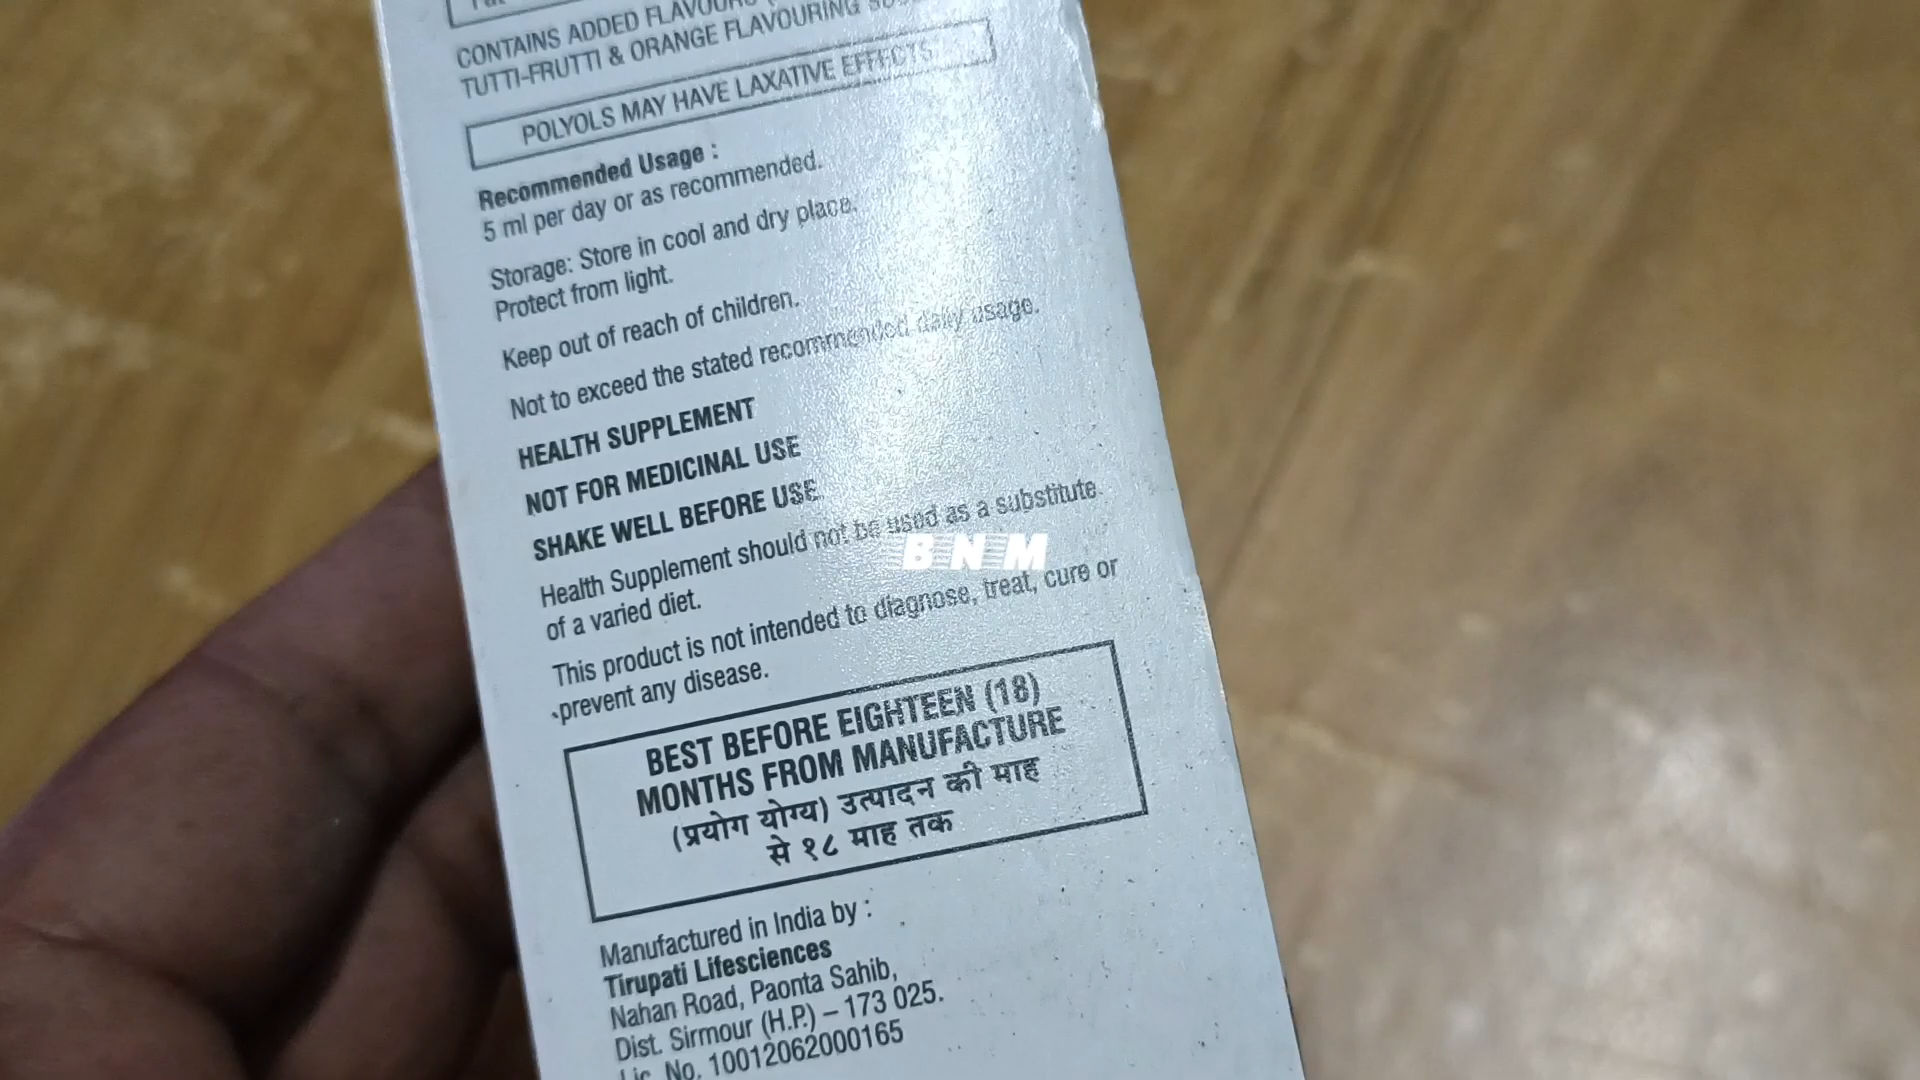 CONTAINS ADDED FLAVOURS
TUTTI-FRUTTI & ORANGE FLAVOURING
POLYOLS MAY HAVE LAXATIVE EFFECTS
Recommended Usage :
5 ml per day or as recommended.
Storage: Store in cool and dry place.
Protect from light.
Keep out of reach of children.
Not to exceed the stated recommended daily usage.
HEALTH SUPPLEMENT
NOT FOR MEDICINAL USE
SHAKE WELL BEFORE USE
Health Supplement should not be used as a substitute
of a varied diet.
BNM
This product is not intended to diagnose, treat, cure or
prevent any disease.
BEST BEFORE EIGHTEEN (18)
MONTHS FROM MANUFACTURE
(प्रयोग योग्य) उत्पादन की माह
से १८ माह तक
Manufactured in India by :
Tirupati Lifesciences
Nahan Road, Paonta Sahib,
Dist. Sirmour (H.P.) – 173 025.
Lic. No. 10012062000165